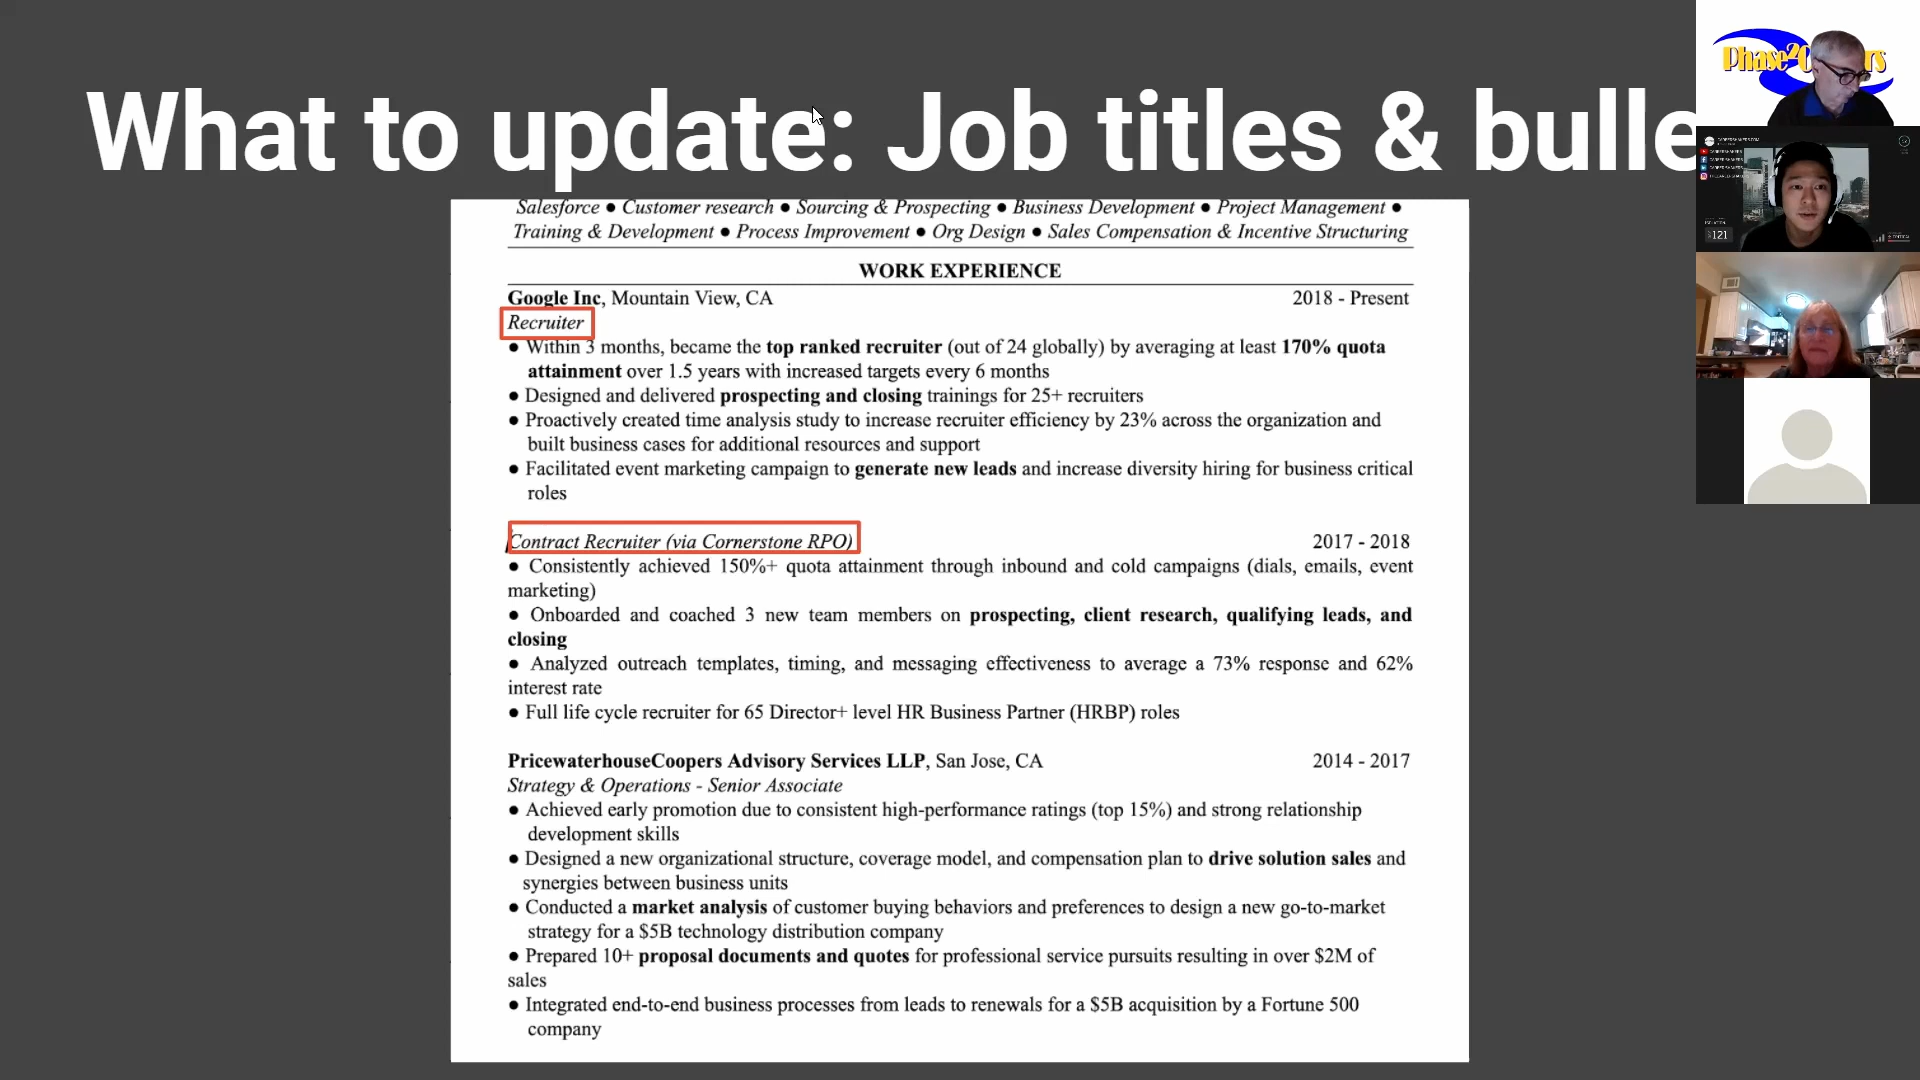 What to update: Job titles & bulle
Salesforce ● Customer research ● Sourcing & Prospecting ● Business Development ● Project Management ●
Training & Development ● Process Improvement ● Org Design ● Sales Compensation & Incentive Structuring
WORK EXPERIENCE
Google Inc, Mountain View, CA 2018 - Present
Recruiter
● Within 3 months, became the top ranked recruiter (out of 24 globally) by averaging at least 170% quota
attainment over 1.5 years with increased targets every 6 months
● Designed and delivered prospecting and closing trainings for 25+ recruiters
● Proactively created time analysis study to increase recruiter efficiency by 23% across the organization and
built business cases for additional resources and support
● Facilitated event marketing campaign to generate new leads and increase diversity hiring for business critical
roles
Contract Recruiter (via Cornerstone RPO) 2017 - 2018
● Consistently achieved 150%+ quota attainment through inbound and cold campaigns (dials, emails, event
marketing)
● Onboarded and coached 3 new team members on prospecting, client research, qualifying leads, and
closing
● Analyzed outreach templates, timing, and messaging effectiveness to average a 73% response and 62%
interest rate
● Full life cycle recruiter for 65 Director+ level HR Business Partner (HRBP) roles
PricewaterhouseCoopers Advisory Services LLP, San Jose, CA 2014 - 2017
Strategy & Operations - Senior Associate
● Achieved early promotion due to consistent high-performance ratings (top 15%) and strong relationship
development skills
● Designed a new organizational structure, coverage model, and compensation plan to drive solution sales and
synergies between business units
● Conducted a market analysis of customer buying behaviors and preferences to design a new go-to-market
strategy for a $5B technology distribution company
● Prepared 10+ proposal documents and quotes for professional service pursuits resulting in over $2M of
sales
● Integrated end-to-end business processes from leads to renewals for a $5B acquisition by a Fortune 500
company
121